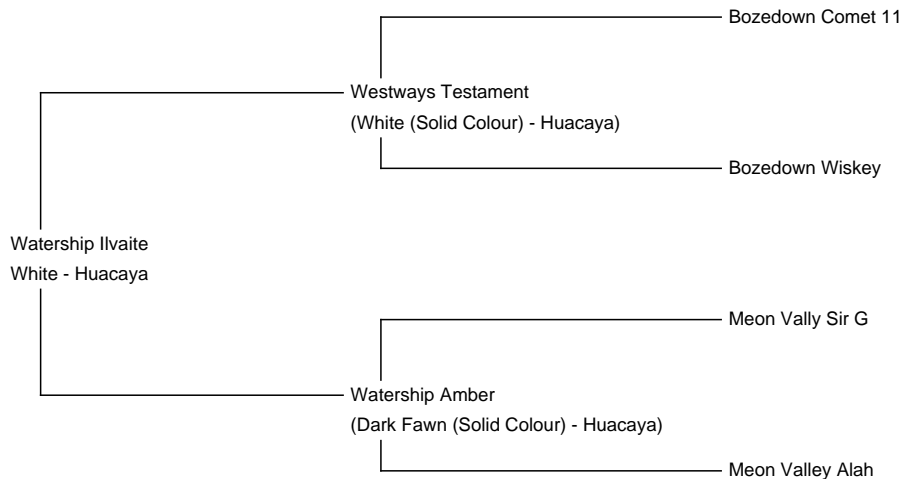 Bozedown Comet 11
Westways Testament
(White (Solid Colour) - Huacaya)
Bozedown Wiskey
Watership Ilvaite
White - Huacaya
Meon Vally Sir G
Watership Amber
(Dark Fawn (Solid Colour) - Huacaya)
Meon Valley Alah